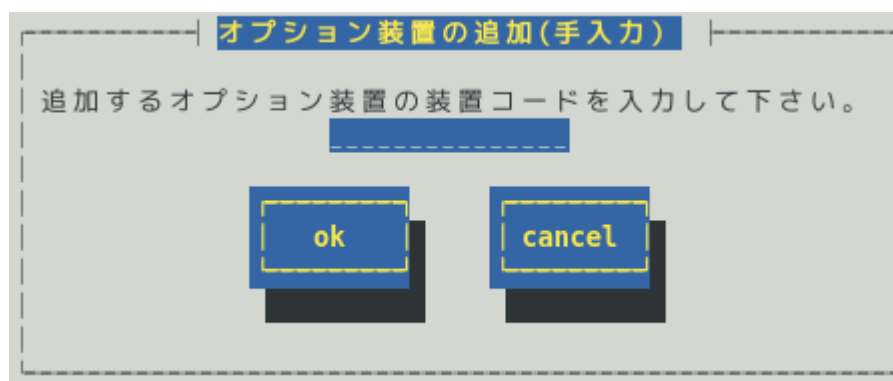 オプション装置の追加(手入力)
追加するオプション装置の装置コードを入力して下さい。
_______________
ok
cancel